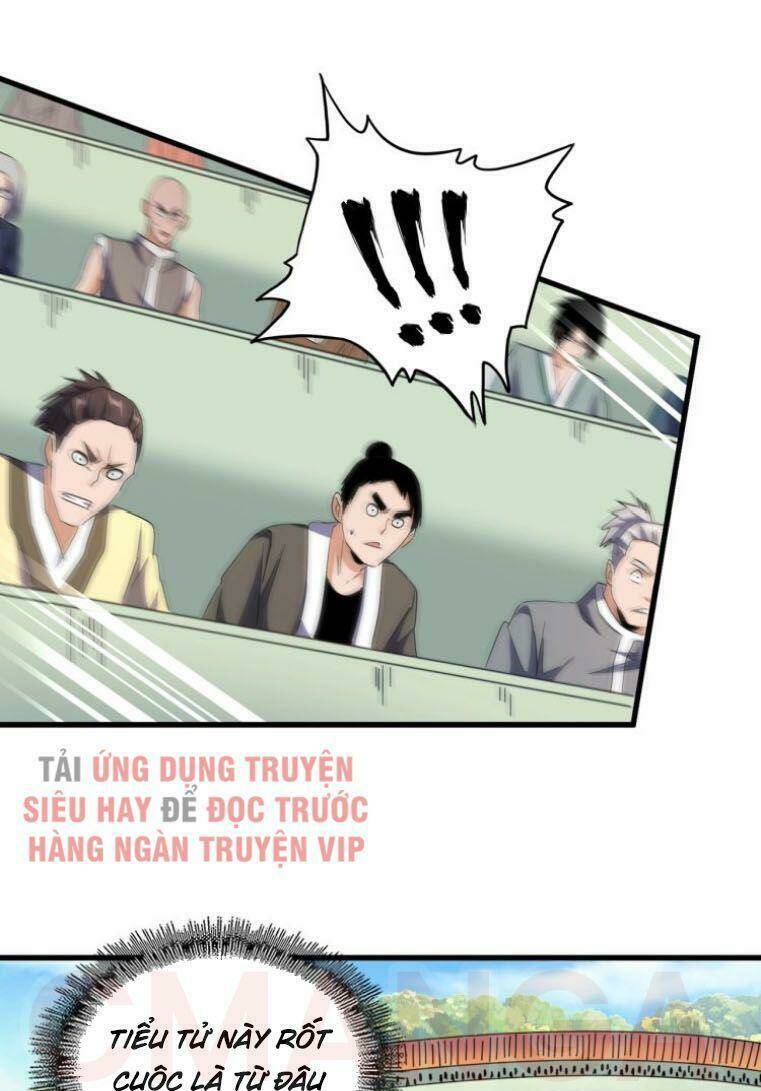 !!!
TẢI ỨNG DỤNG TRUYỆN
SIÊU HAY ĐỂ ĐỌC TRƯỚC
HÀNG NGÀN TRUYỆN VIP
CMANGA
TIỂU TỬ NÀY RỐT
CUỘC LÀ TỪ ĐÂU